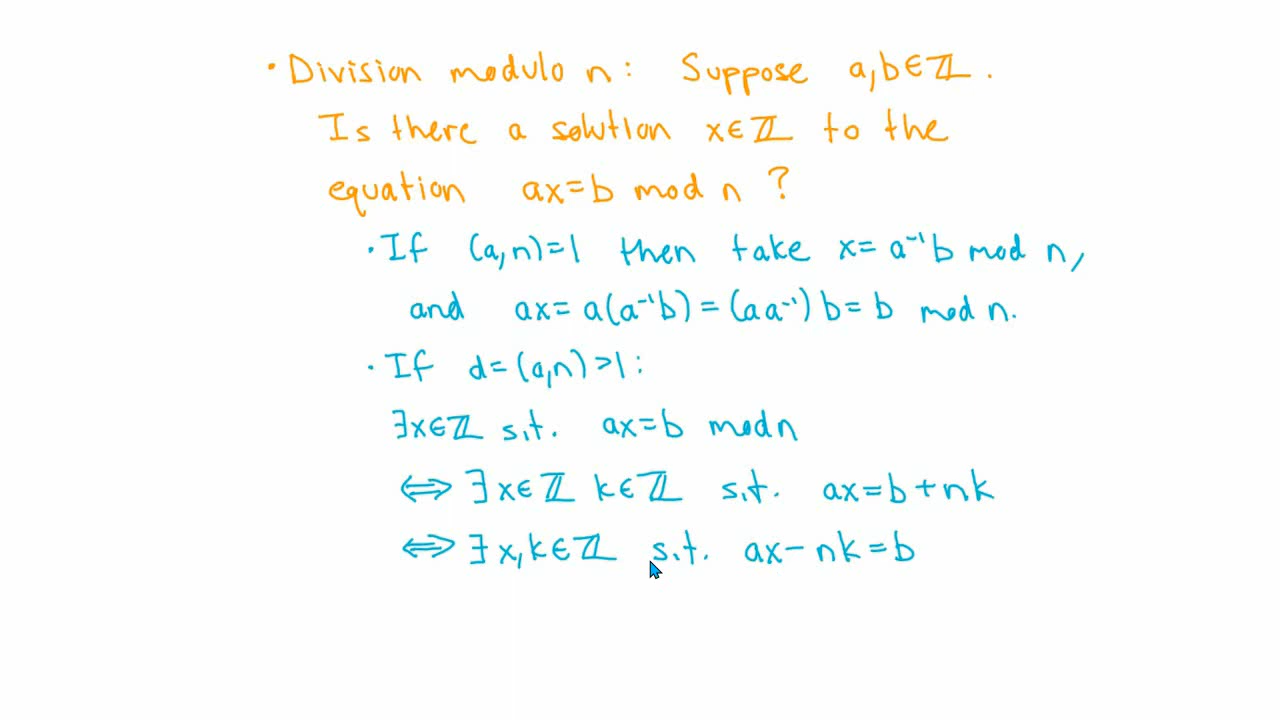 · Division modulo n: Suppose a,b∈ℤ.
Is there a solution x∈ℤ to the
equation ax=b mod n ?
· If (a,n)=1 then take x= a⁻¹b mod n,
and ax= a(a⁻¹b) = (aa⁻¹) b = b mod n.
· If d=(a,n)>1:
∃x∈ℤ s.t. ax=b mod n
⟺ ∃ x∈ℤ k∈ℤ s.t. ax=b+nk
⟺ ∃ x,k∈ℤ s.t. ax-nk=b